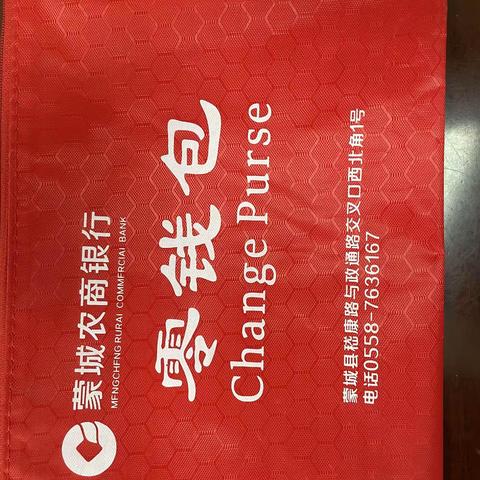 蒙城农商银行
MENGCHENG RURAI COMMFRCIAI BANK
零钱包
Change Purse
蒙城县嵇康路与政通路交叉口西北角1号
电话0558-7636167